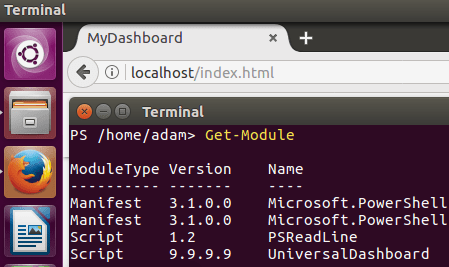 Terminal
MyDashboard
localhost/index.html
Terminal
PS /home/adam> Get-Module
ModuleType Version    Name
---------- -------    ----
Manifest   3.1.0.0    Microsoft.PowerShell
Manifest   3.1.0.0    Microsoft.PowerShell
Script     1.2        PSReadLine
Script     9.9.9.9    UniversalDashboard